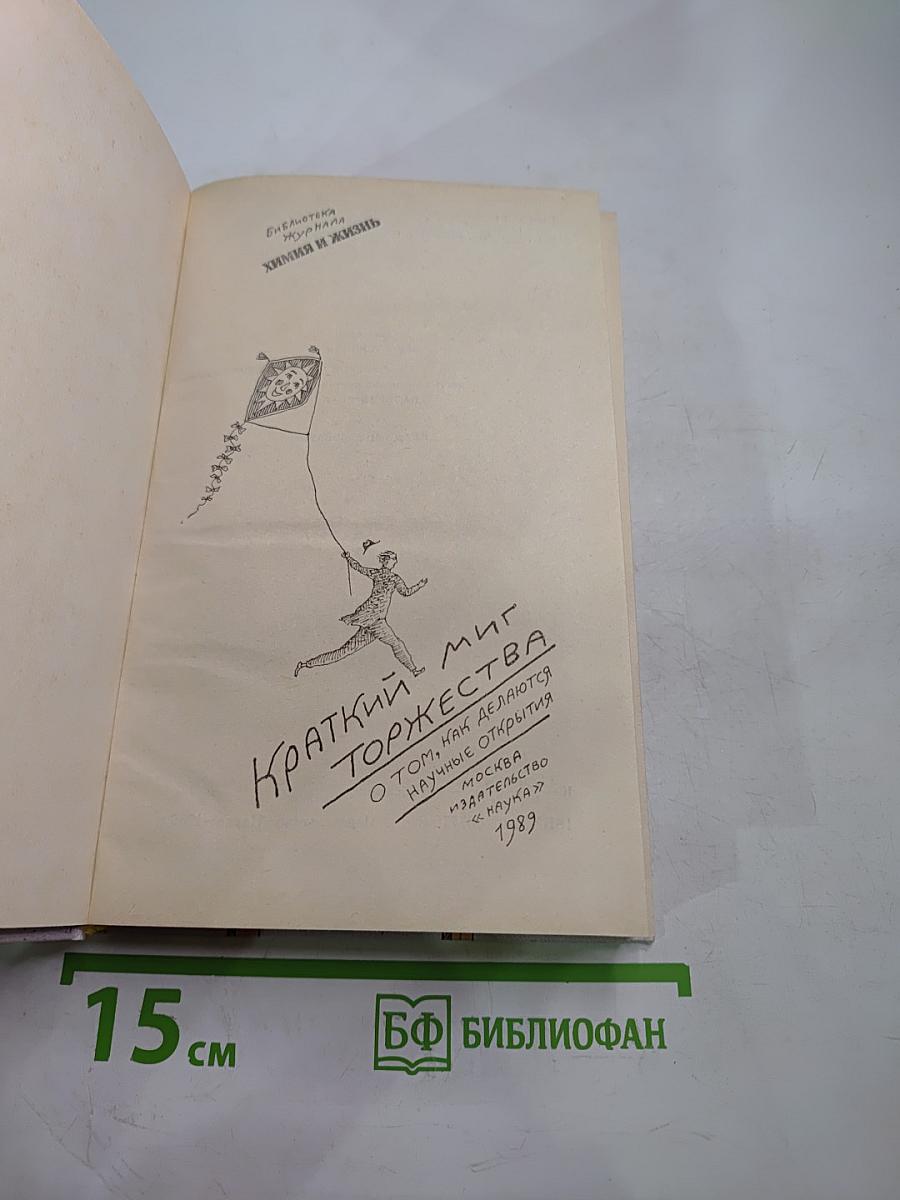 БИБЛИОТЕКА
ЖУРНАЛА
ХИМИЯ И ЖИЗНЬ
КРАТКИЙ МИГ
ТОРЖЕСТВА
О ТОМ, КАК ДЕЛАЮТСЯ
НАУЧНЫЕ ОТКРЫТИЯ
МОСКВА
ИЗДАТЕЛЬСТВО
«НАУКА»
1989
15 см
БФ БИБЛИОФАН